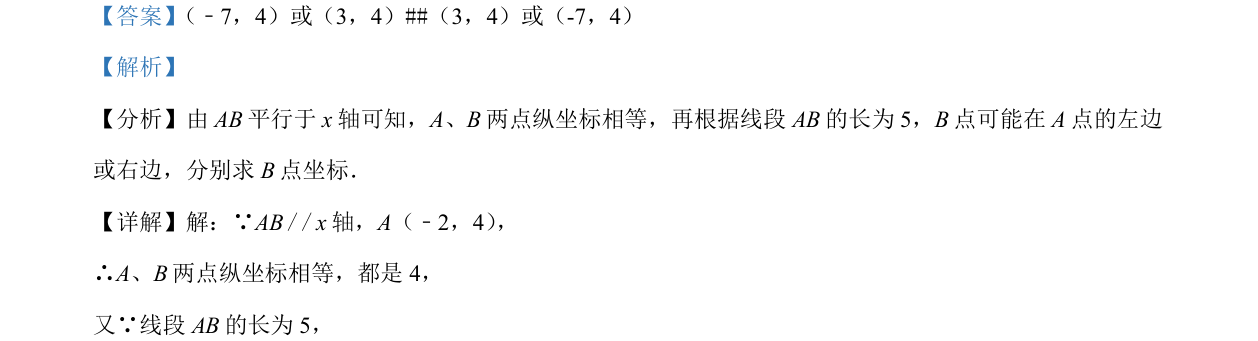 【答案】(﹣7，4）或（3，4）##（3，4）或（-7，4）
【解析】
【分析】由 AB 平行于 x 轴可知，A、B 两点纵坐标相等，再根据线段 AB 的长为 5，B 点可能在 A 点的左边
或右边，分别求 B 点坐标．
【详解】解：∵AB//x 轴，A（﹣2，4），
∴A、B 两点纵坐标相等，都是 4，
又∵线段 AB 的长为 5，